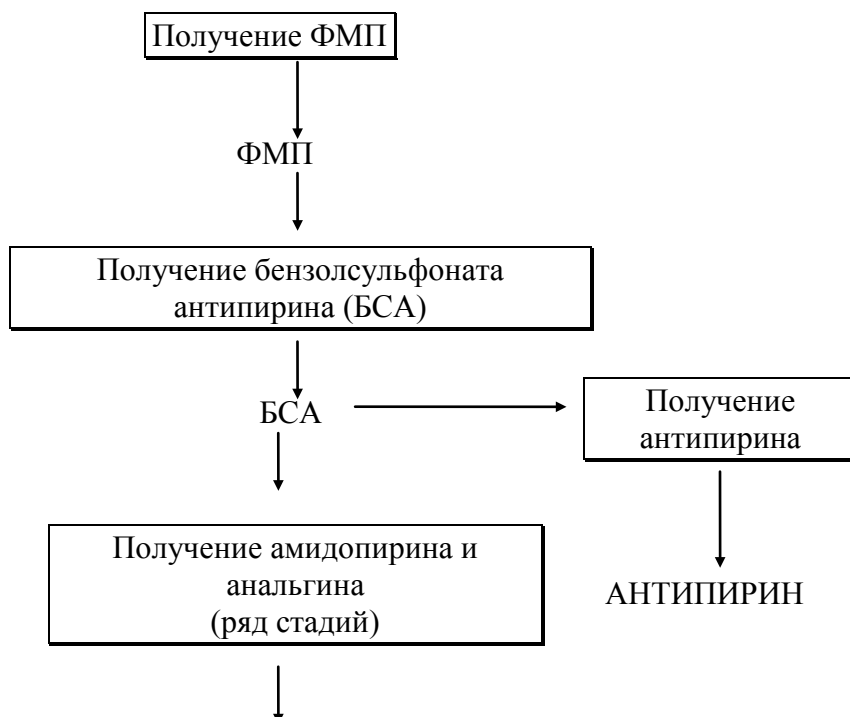 Получение ФМП
ФМП
Получение бензолсульфоната
антипирина (БСА)
БСА
Получение
антипирина
Получение амидопирина и
анальгина
(ряд стадий)
АНТИПИРИН